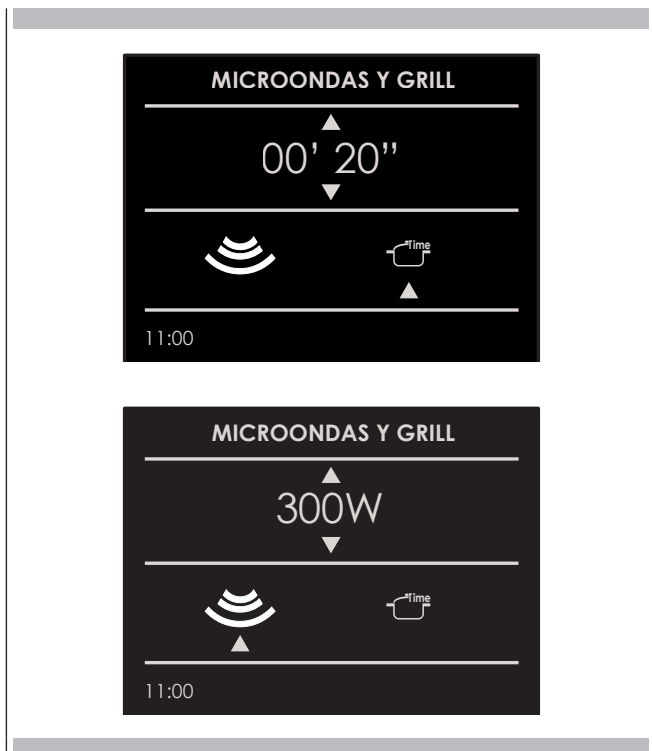 MICROONDAS Y GRILL
00’ 20”
Time
11:00
MICROONDAS Y GRILL
300W
Time
11:00